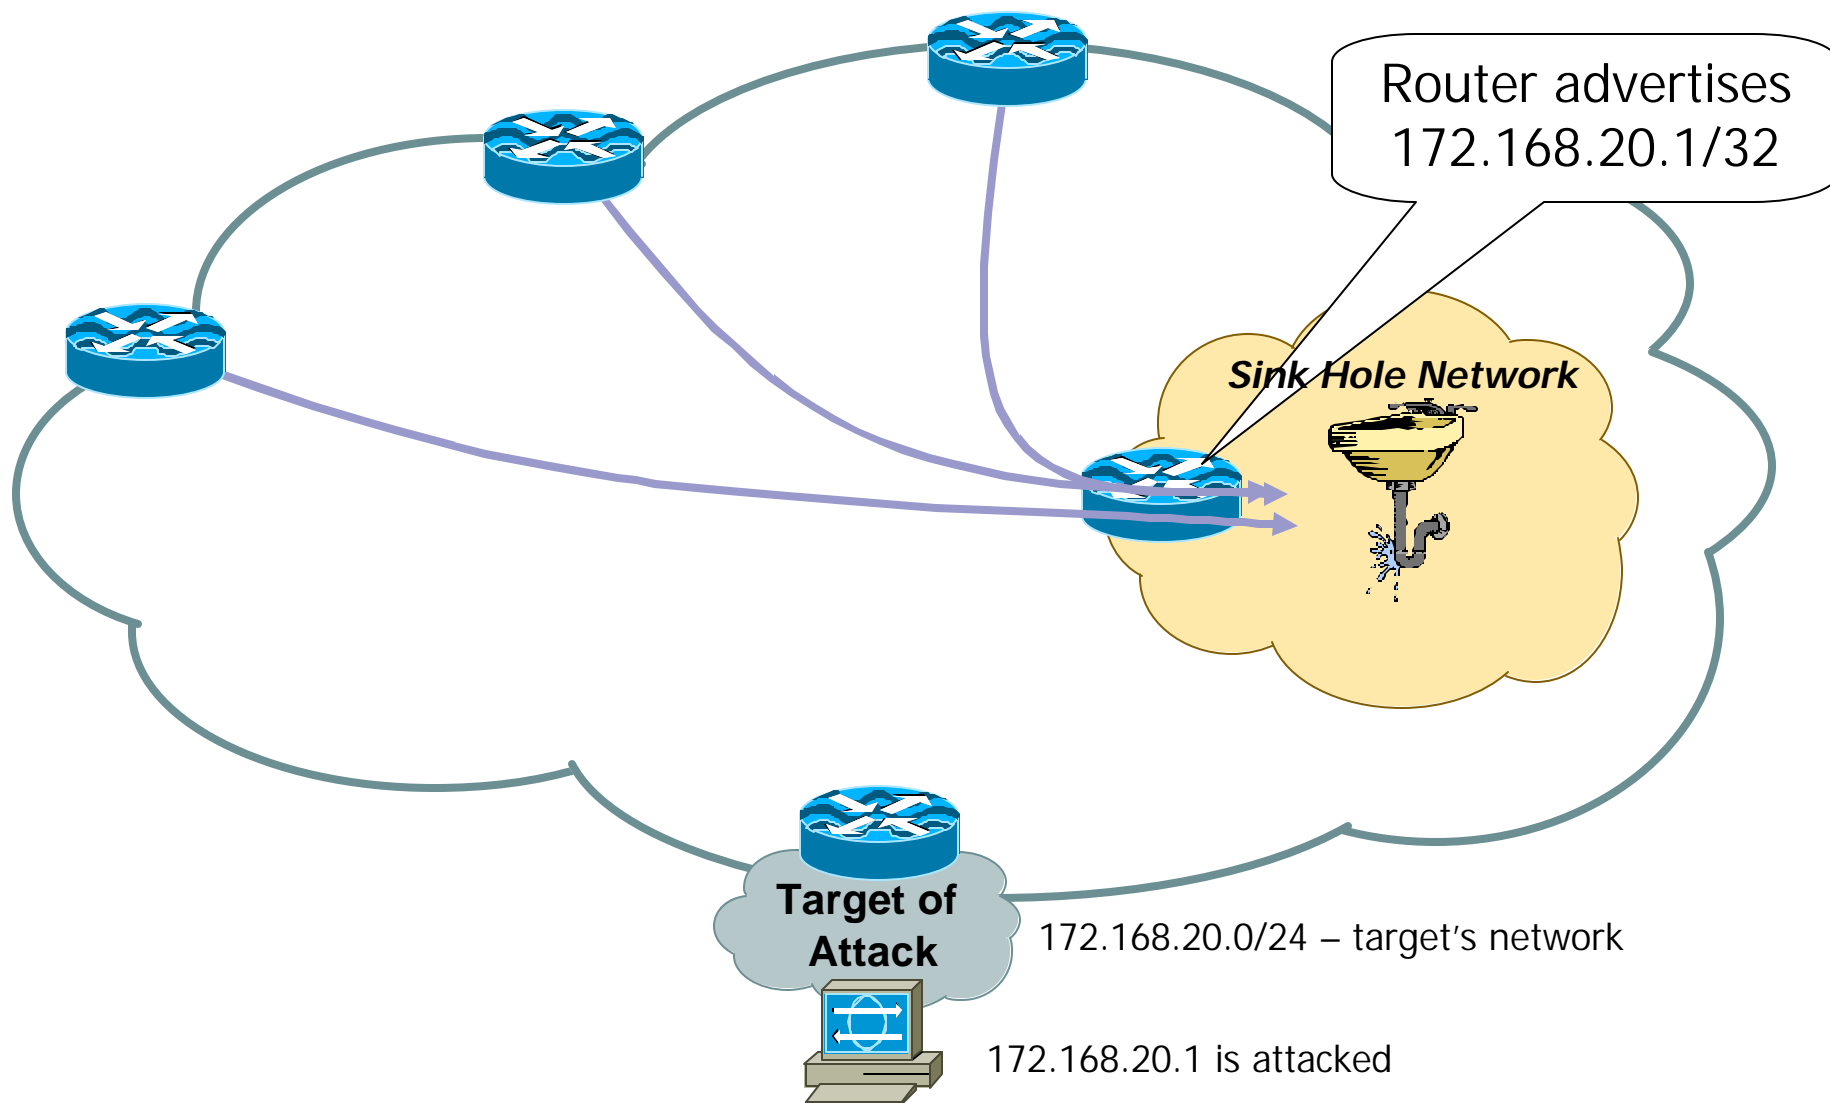 Router advertises
172.168.20.1/32
Sink Hole Network
Target of
Attack
172.168.20.0/24 – target's network
172.168.20.1 is attacked